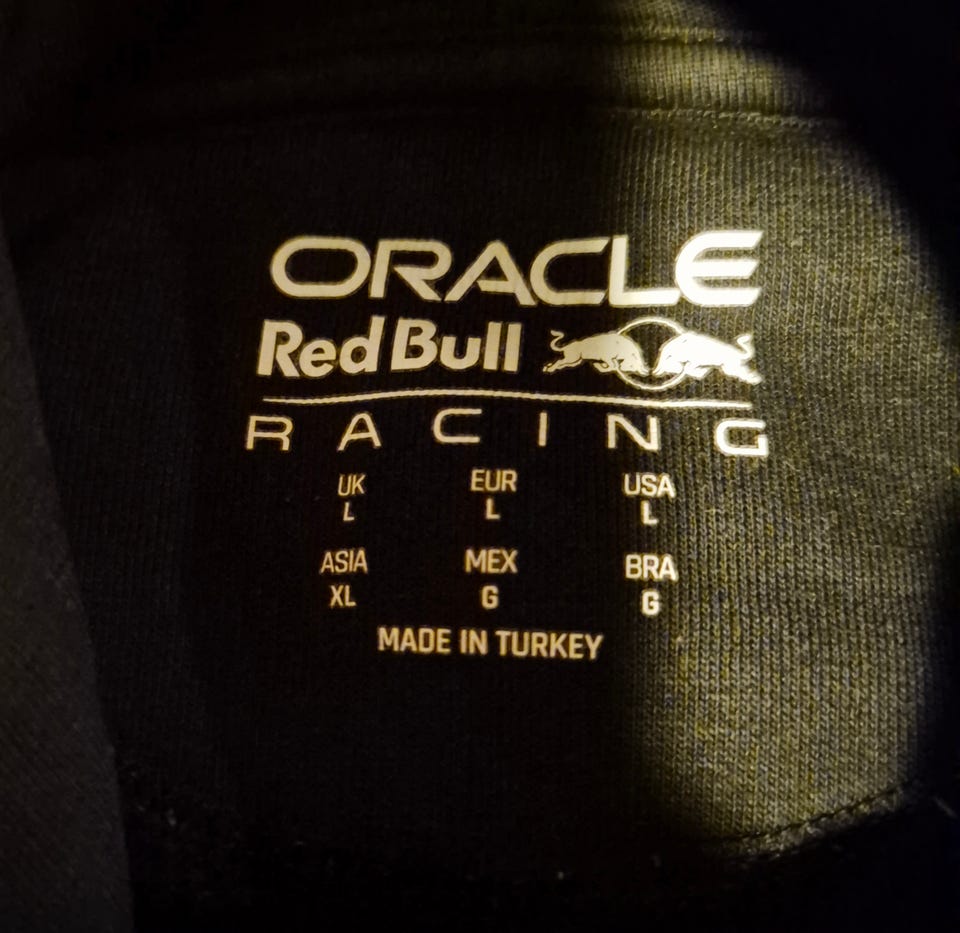 ORACLE
Red Bull
RACING
UK EUR USA
L L L
ASIA MEX BRA
XL G G
MADE IN TURKEY